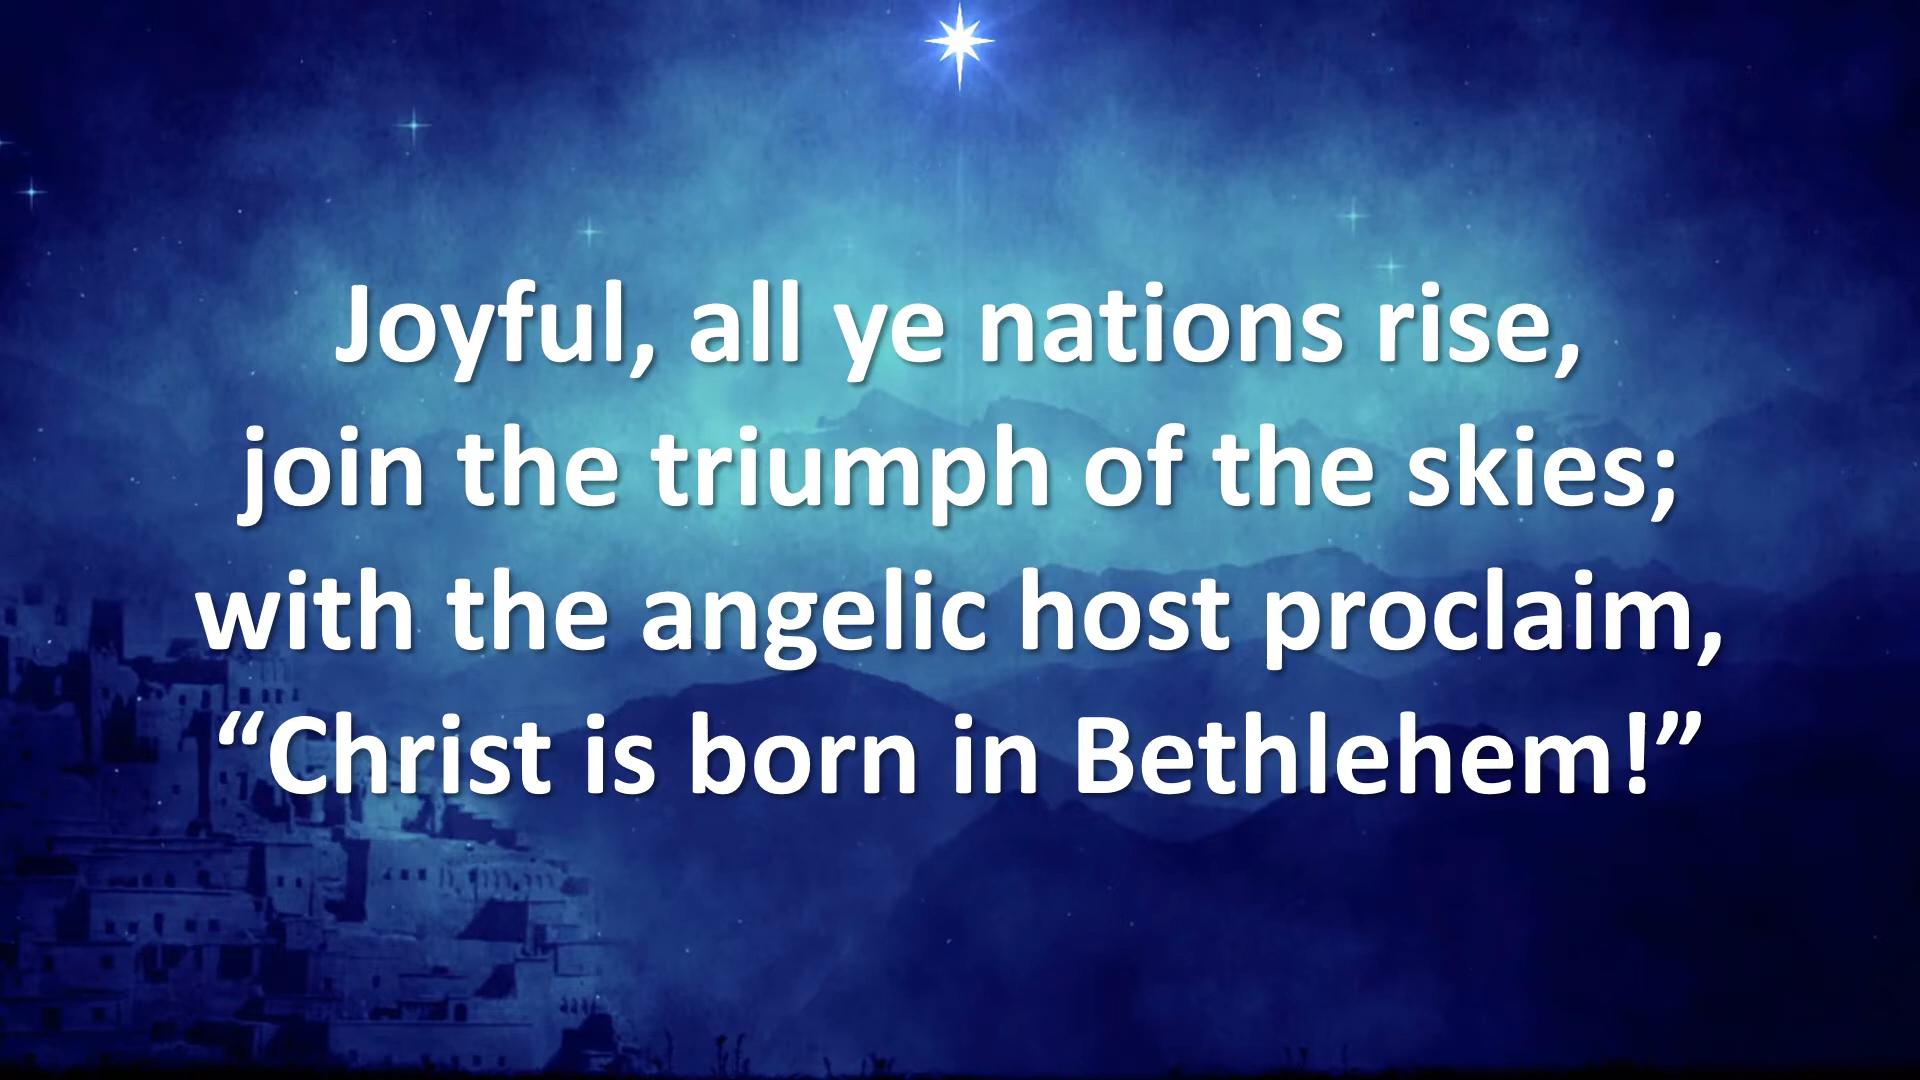 Joyful, all ye nations rise,
join the triumph of the skies;
with the angelic host proclaim,
“Christ is born in Bethlehem!”